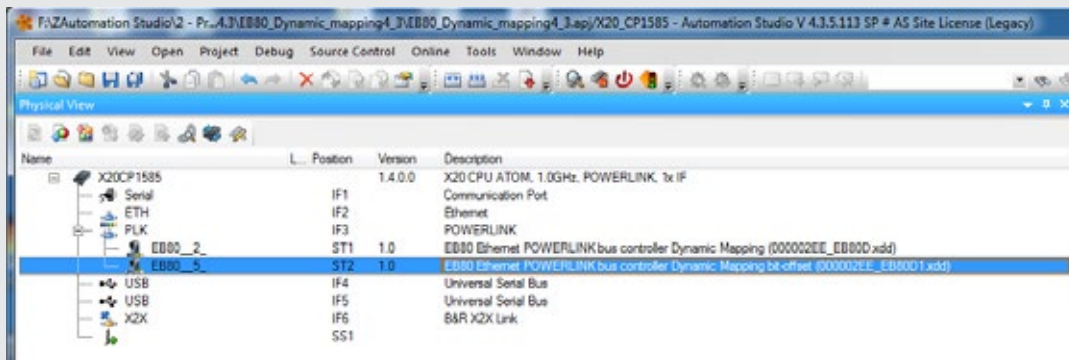 F:\ZAutomation Studio\2 - Pr...4.3\EB80_Dynamic_mapping4_3\EB80_Dynamic_mapping4_3.apj/X20_CP1585 - Automation Studio V 4.3.5.113 SP # AS Site License (Legacy)
File Edit View Open Project Debug Source Control Online Tools Window Help
Physical View
Name L... Position Version Description
X20CP1585 1.4.0.0 X20 CPU ATOM, 1.0GHz, POWERLINK, 1x IF
Serial IF1 Communication Port
ETH IF2 Ethernet
PLK IF3 POWERLINK
EB80__2_ ST1 1.0 EB80 Ethernet POWERLINK bus controller Dynamic Mapping (000002EE_EB80D.xdd)
EB80__5_ ST2 1.0 EB80 Ethernet POWERLINK bus controller Dynamic Mapping bit-offset (000002EE_EB80D1.xdd)
USB IF4 Universal Serial Bus
USB IF5 Universal Serial Bus
X2X IF6 B&R X2X Link
SS1